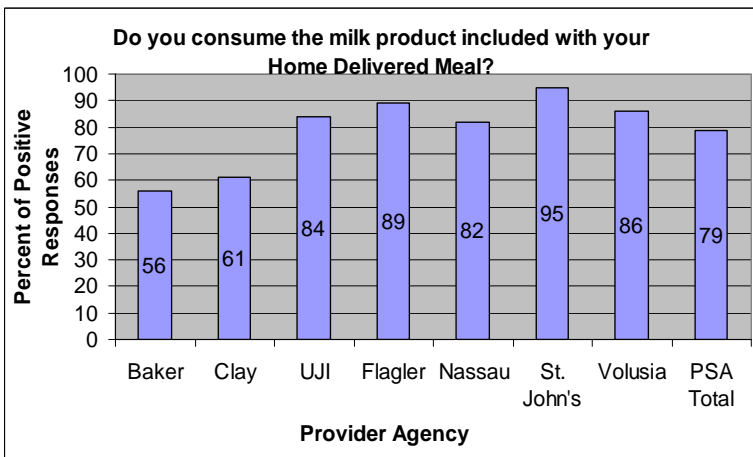 Do you consume the milk product included with your
Home Delivered Meal?
Percent of Positive
Responses
100
90
80
70
60
50
40
30
20
10
0
56
61
84
89
82
95
86
79
Baker
Clay
UJI
Flagler
Nassau
St.
John's
Volusia
PSA
Total
Provider Agency